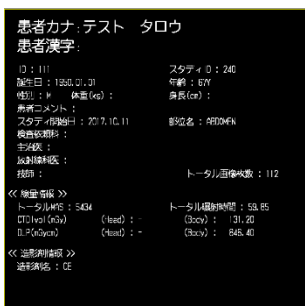 患者カナ:テスト　タロウ
患者漢字:
ID : 111　スタディID : 240
誕生日 : 1950.01.01　年齢 : 67Y
性別 : M　体重(kg) :　身長(cm) :
患者コメント :
スタディ開始日 : 2017.10.11　部位名 : ABDOMEN
検査依頼科 :
主治医 :
放射線科医 :
技師 :　トータル画像枚数 : 112
≪ 線量情報 ≫
トータルMAS : 5434　トータル曝射時間 : 59.85
CTDIvol(mGy)　(Head) : -　(Body) : 131.20
DLP(mGycm)　(Head) : -　(Body) : 846.40
≪ 造影剤情報 ≫
造影剤名 : CE